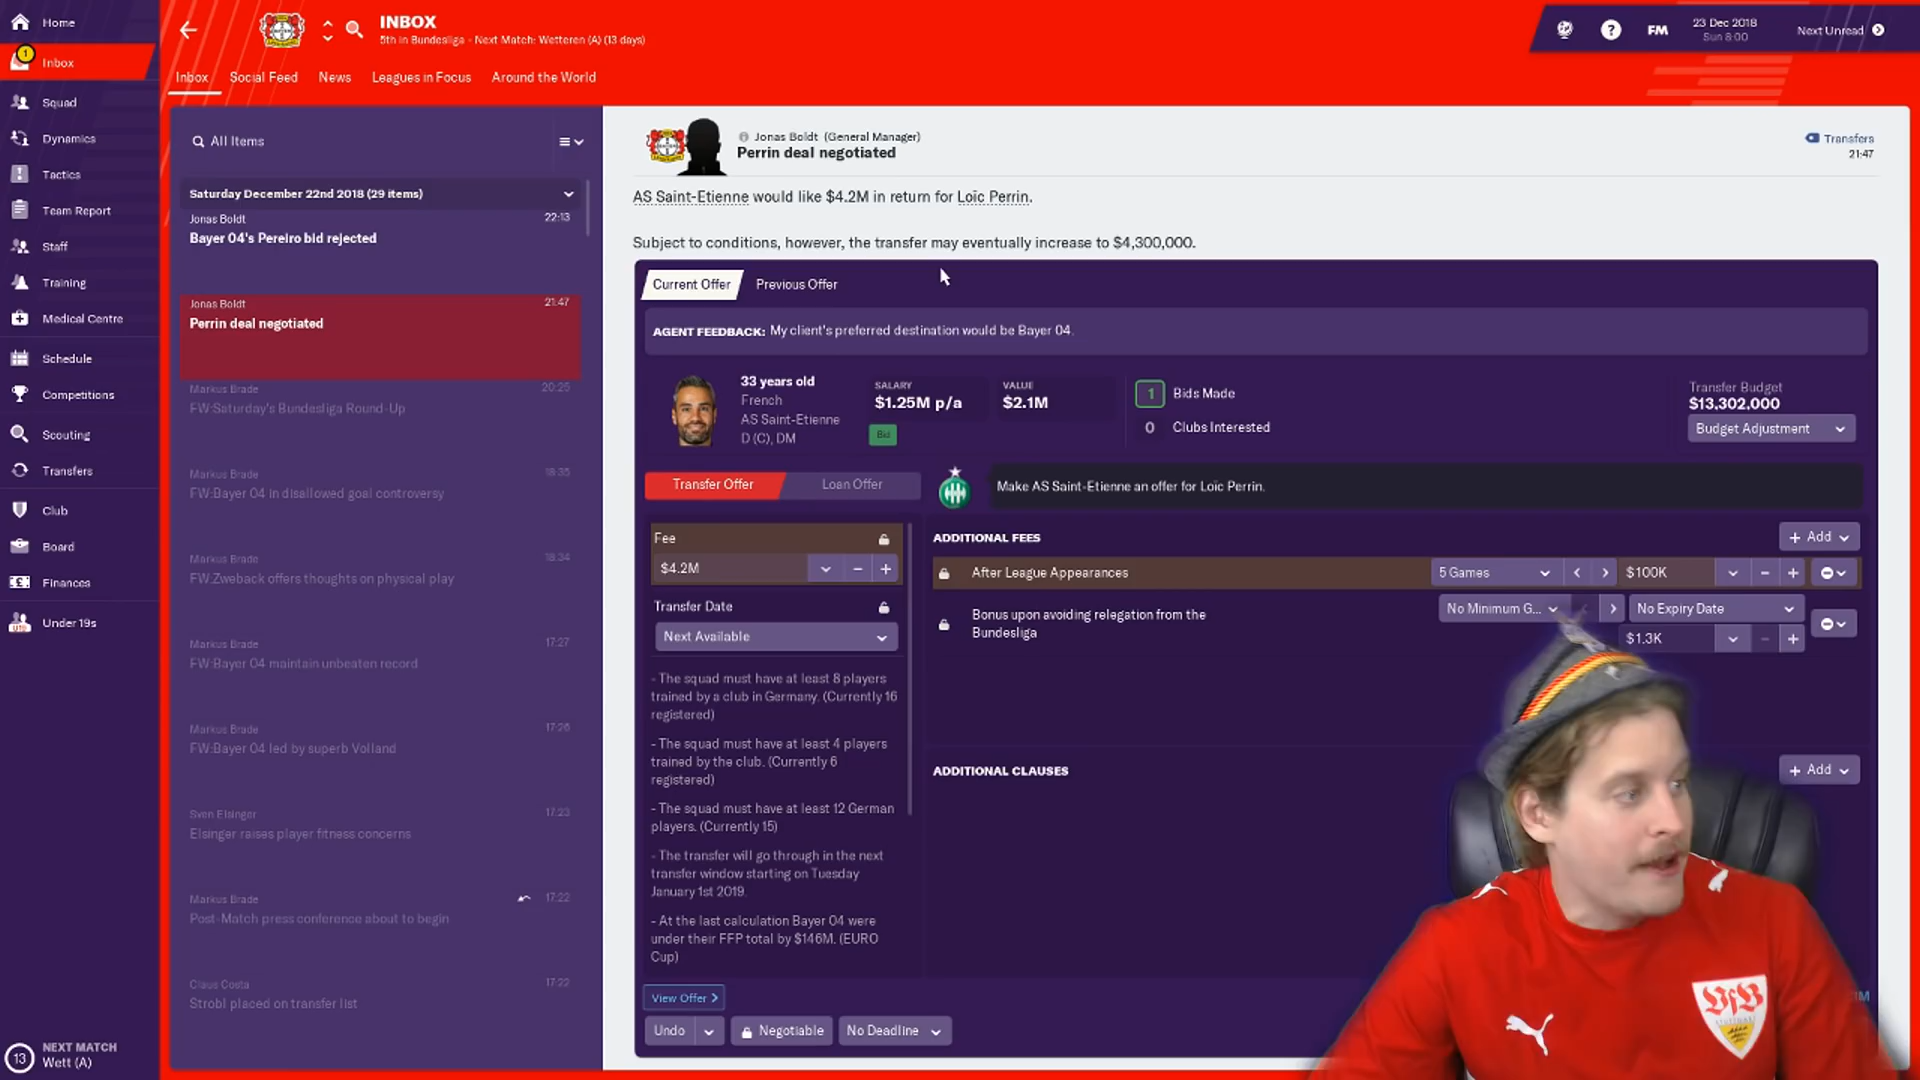 Home
1
Inbox
Squad
Dynamics
Tactics
Team Report
Staff
Training
Medical Centre
Schedule
Competitions
Scouting
Transfers
Club
Board
Finances
Under 19s
13
NEXT MATCH
Wett (A)
INBOX
5th in Bundesliga - Next Match: Wetteren (A) (13 days)
FM
23 Dec 2018
Sun 8:00
Next Unread
Inbox
Social Feed
News
Leagues in Focus
Around the World
All Items
Saturday December 22nd 2018 (29 items)
Jonas Boldt
22:13
Bayer 04's Pereiro bid rejected
Jonas Boldt
21:47
Perrin deal negotiated
Markus Brade
20:25
FW:Saturday's Bundesliga Round-Up
Markus Brade
18:35
FW:Bayer 04 in disallowed goal controversy
Markus Brade
18:34
FW:Zweback offers thoughts on physical play
Markus Brade
17:27
FW:Bayer 04 maintain unbeaten record
Markus Brade
17:26
FW:Bayer 04 led by superb Volland
Sven Elsinger
17:23
Elsinger raises player fitness concerns
Markus Brade
17:22
Post-Match press conference about to begin
Claus Costa
17:22
Strobl placed on transfer list
Jonas Boldt (General Manager)
Perrin deal negotiated
Transfers
21:47
AS Saint-Etienne would like $4.2M in return for Loïc Perrin.
Subject to conditions, however, the transfer may eventually increase to $4,300,000.
Current Offer
Previous Offer
AGENT FEEDBACK: My client's preferred destination would be Bayer 04.
33 years old
French
AS Saint-Etienne
D (C), DM
SALARY
$1.25M p/a
Bid
VALUE
$2.1M
1 Bids Made
0 Clubs Interested
Transfer Budget
$13,302,000
Budget Adjustment
Transfer Offer
Loan Offer
Make AS Saint-Etienne an offer for Loïc Perrin.
Fee
$4.2M
Transfer Date
Next Available
- The squad must have at least 8 players
trained by a club in Germany. (Currently 16
registered)
- The squad must have at least 4 players
trained by the club. (Currently 6
registered)
- The squad must have at least 12 German
players. (Currently 15)
- The transfer will go through in the next
transfer window starting on Tuesday
January 1st 2019.
- At the last calculation Bayer 04 were
under their FFP total by $146M. (EURO
Cup)
ADDITIONAL FEES
+ Add
After League Appearances
5 Games
$100K
Bonus upon avoiding relegation from the
Bundesliga
No Minimum G...
No Expiry Date
$1.3K
ADDITIONAL CLAUSES
+ Add
View Offer
Undo
Negotiable
No Deadline